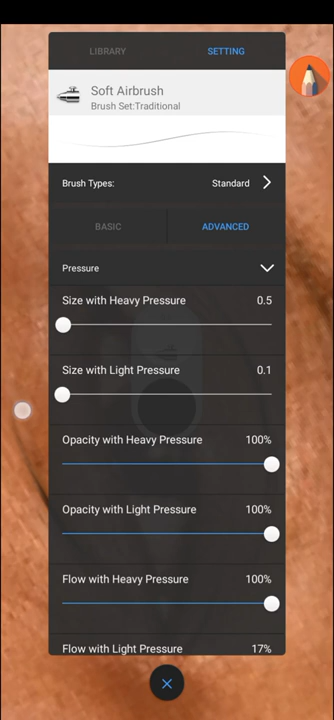 LIBRARY SETTING
Soft Airbrush
Brush Set:Traditional
Brush Types: Standard
BASIC ADVANCED
Pressure
Size with Heavy Pressure 0.5
Size with Light Pressure 0.1
Opacity with Heavy Pressure 100%
Opacity with Light Pressure 100%
Flow with Heavy Pressure 100%
Flow with Light Pressure 17%